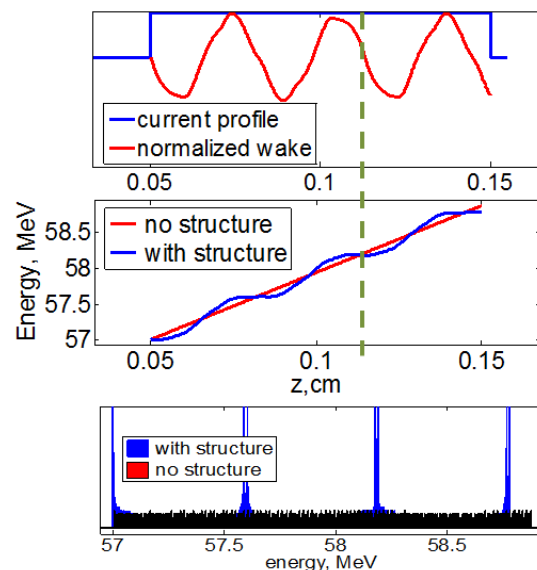 current profile
normalized wake
0.05 0.1 0.15
Energy, MeV
58.5
58
57.5
57
no structure
with structure
0.05 0.1 0.15
z,cm
with structure
no structure
57 57.5 58 58.5
energy, MeV